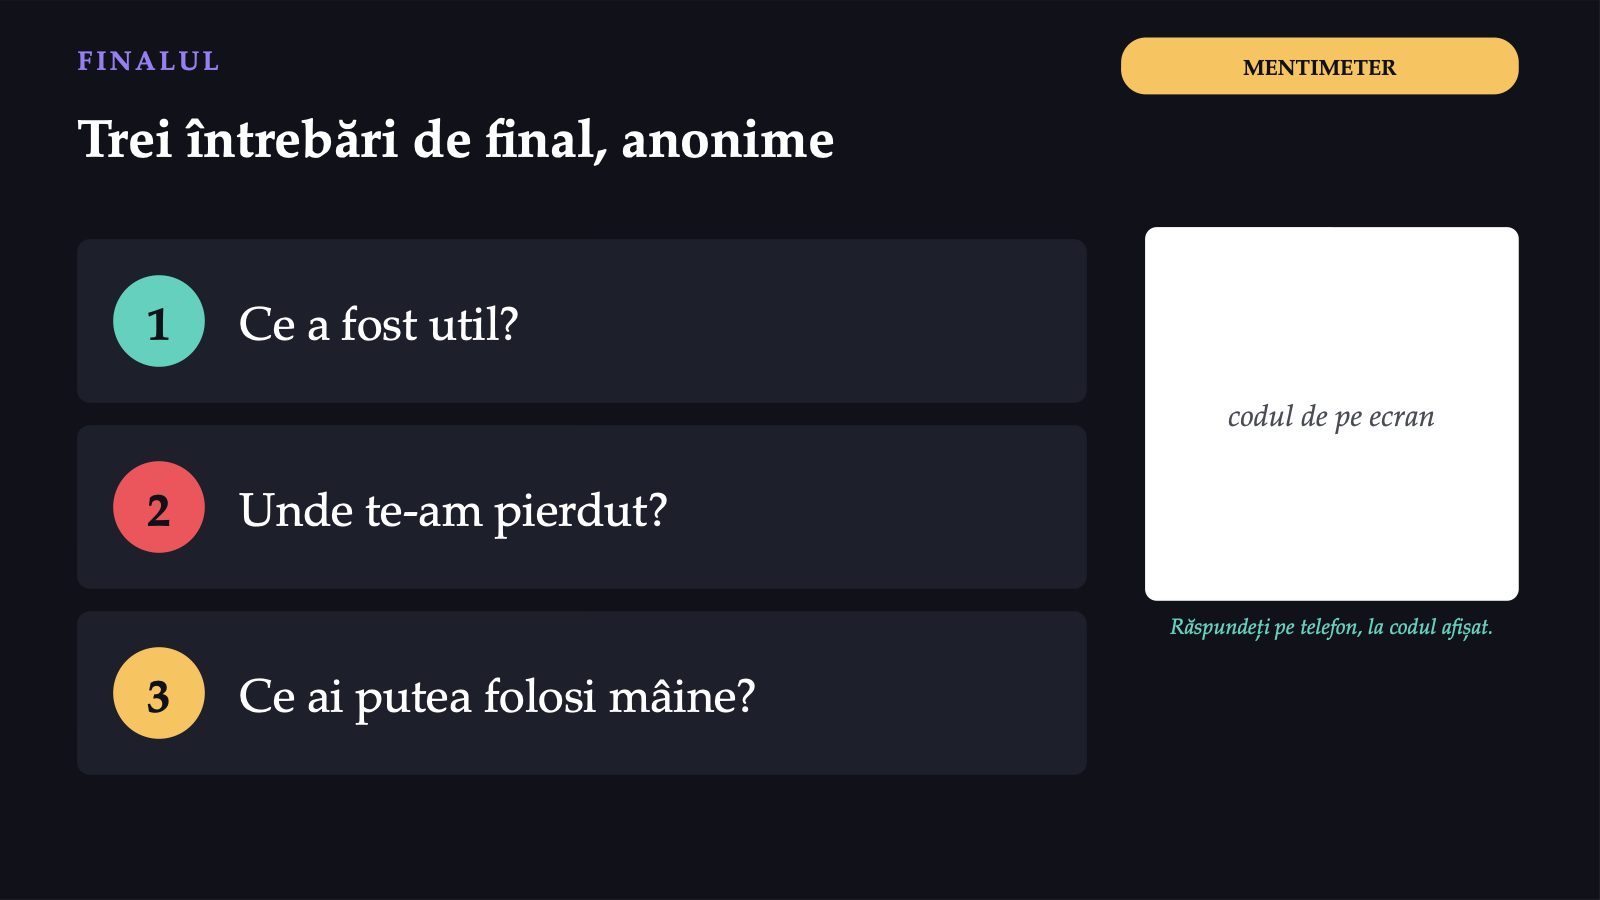 FINALUL
MENTIMETER
Trei întrebări de final, anonime
1
Ce a fost util?
2
Unde te-am pierdut?
3
Ce ai putea folosi mâine?
codul de pe ecran
Răspundeți pe telefon, la codul afișat.